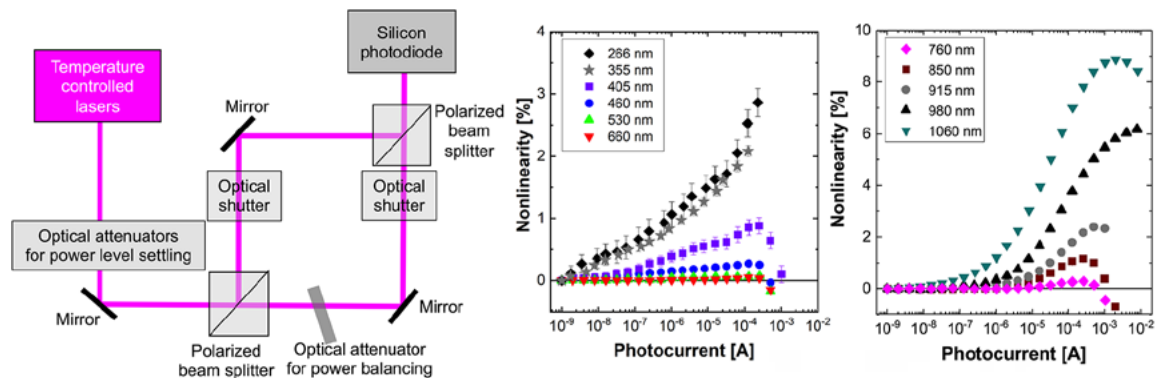 Temperature
controlled
lasers
Silicon
photodiode
Mirror
Polarized
beam
splitter
Optical
shutter
Optical
shutter
Optical attenuators
for power level settling
Mirror
Polarized
beam splitter
Optical attenuator
for power balancing
Mirror
Nonlinearity [%]
4
3
2
1
0
266 nm
355 nm
405 nm
460 nm
530 nm
660 nm
10⁻⁹ 10⁻⁸ 10⁻⁷ 10⁻⁶ 10⁻⁵ 10⁻⁴ 10⁻³ 10⁻²
Photocurrent [A]
Nonlinearity [%]
10
8
6
4
2
0
760 nm
850 nm
915 nm
980 nm
1060 nm
10⁻⁹ 10⁻⁸ 10⁻⁷ 10⁻⁶ 10⁻⁵ 10⁻⁴ 10⁻³ 10⁻²
Photocurrent [A]